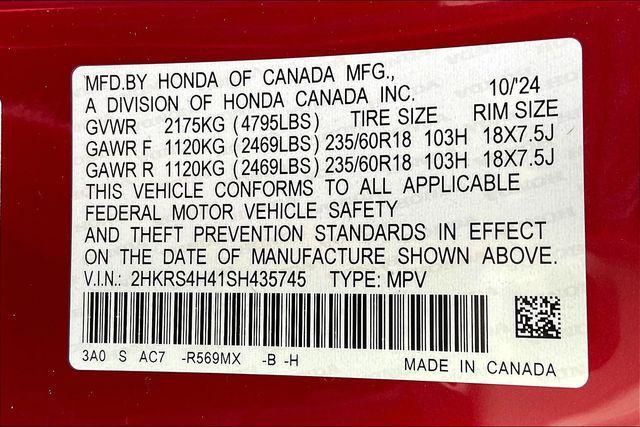 MFD.BY HONDA OF CANADA MFG.,
A DIVISION OF HONDA CANADA INC. 10/'24
GVWR 2175KG (4795LBS) TIRE SIZE RIM SIZE
GAWR F 1120KG (2469LBS) 235/60R18 103H 18X7.5J
GAWR R 1120KG (2469LBS) 235/60R18 103H 18X7.5J
THIS VEHICLE CONFORMS TO ALL APPLICABLE
FEDERAL MOTOR VEHICLE SAFETY
AND THEFT PREVENTION STANDARDS IN EFFECT
ON THE DATE OF MANUFACTURE SHOWN ABOVE.
V.I.N.: 2HKRS4H41SH435745 TYPE: MPV
3A0 S AC7 -R569MX -B -H MADE IN CANADA